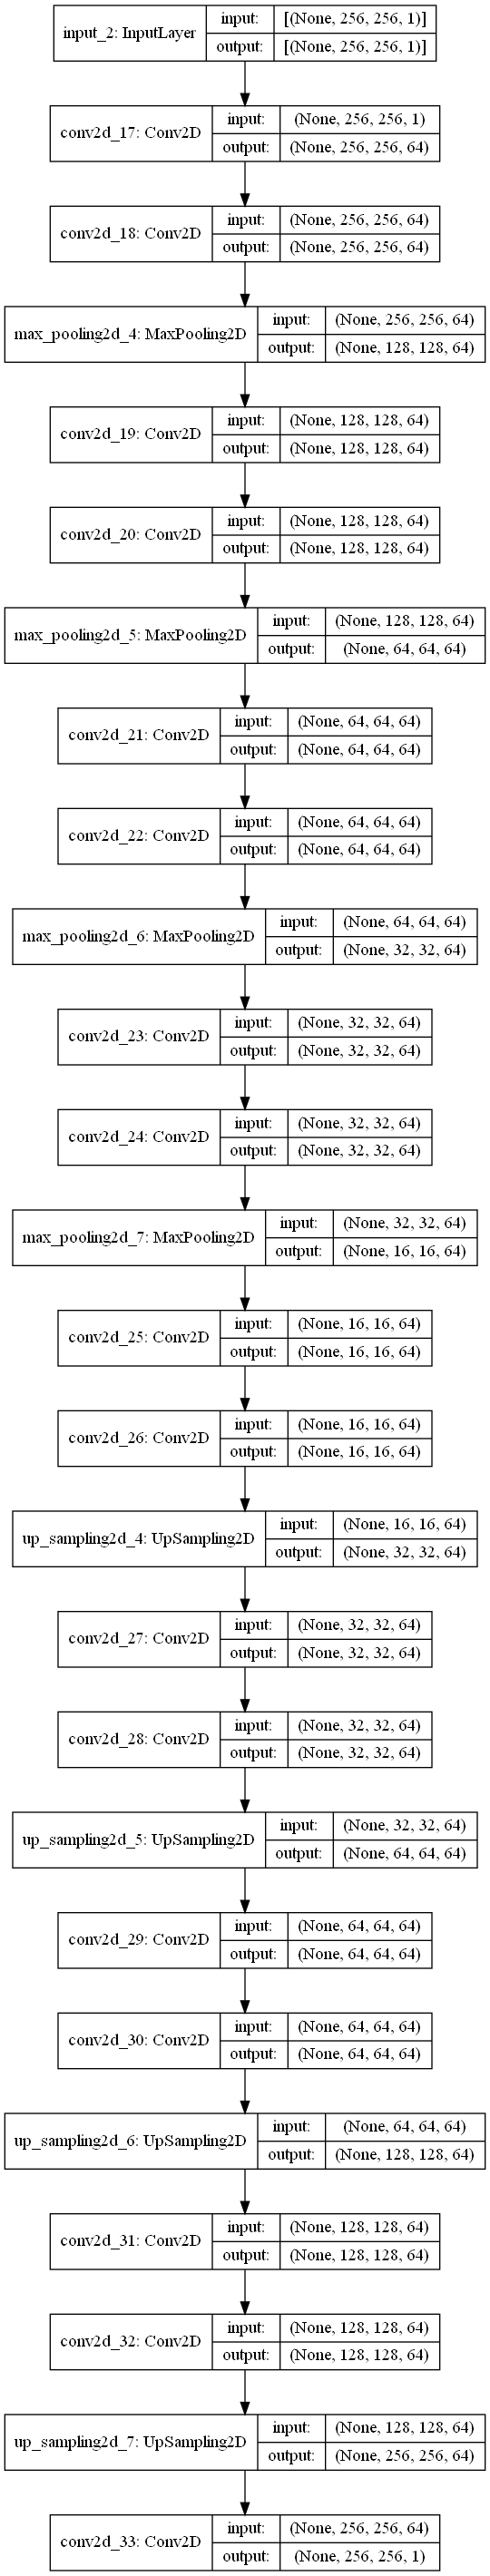 input_2: InputLayer
input: [(None, 256, 256, 1)]
output: [(None, 256, 256, 1)]
conv2d_17: Conv2D
input: (None, 256, 256, 1)
output: (None, 256, 256, 64)
conv2d_18: Conv2D
input: (None, 256, 256, 64)
output: (None, 256, 256, 64)
max_pooling2d_4: MaxPooling2D
input: (None, 256, 256, 64)
output: (None, 128, 128, 64)
conv2d_19: Conv2D
input: (None, 128, 128, 64)
output: (None, 128, 128, 64)
conv2d_20: Conv2D
input: (None, 128, 128, 64)
output: (None, 128, 128, 64)
max_pooling2d_5: MaxPooling2D
input: (None, 128, 128, 64)
output: (None, 64, 64, 64)
conv2d_21: Conv2D
input: (None, 64, 64, 64)
output: (None, 64, 64, 64)
conv2d_22: Conv2D
input: (None, 64, 64, 64)
output: (None, 64, 64, 64)
max_pooling2d_6: MaxPooling2D
input: (None, 64, 64, 64)
output: (None, 32, 32, 64)
conv2d_23: Conv2D
input: (None, 32, 32, 64)
output: (None, 32, 32, 64)
conv2d_24: Conv2D
input: (None, 32, 32, 64)
output: (None, 32, 32, 64)
max_pooling2d_7: MaxPooling2D
input: (None, 32, 32, 64)
output: (None, 16, 16, 64)
conv2d_25: Conv2D
input: (None, 16, 16, 64)
output: (None, 16, 16, 64)
conv2d_26: Conv2D
input: (None, 16, 16, 64)
output: (None, 16, 16, 64)
up_sampling2d_4: UpSampling2D
input: (None, 16, 16, 64)
output: (None, 32, 32, 64)
conv2d_27: Conv2D
input: (None, 32, 32, 64)
output: (None, 32, 32, 64)
conv2d_28: Conv2D
input: (None, 32, 32, 64)
output: (None, 32, 32, 64)
up_sampling2d_5: UpSampling2D
input: (None, 32, 32, 64)
output: (None, 64, 64, 64)
conv2d_29: Conv2D
input: (None, 64, 64, 64)
output: (None, 64, 64, 64)
conv2d_30: Conv2D
input: (None, 64, 64, 64)
output: (None, 64, 64, 64)
up_sampling2d_6: UpSampling2D
input: (None, 64, 64, 64)
output: (None, 128, 128, 64)
conv2d_31: Conv2D
input: (None, 128, 128, 64)
output: (None, 128, 128, 64)
conv2d_32: Conv2D
input: (None, 128, 128, 64)
output: (None, 128, 128, 64)
up_sampling2d_7: UpSampling2D
input: (None, 128, 128, 64)
output: (None, 256, 256, 64)
conv2d_33: Conv2D
input: (None, 256, 256, 64)
output: (None, 256, 256, 1)